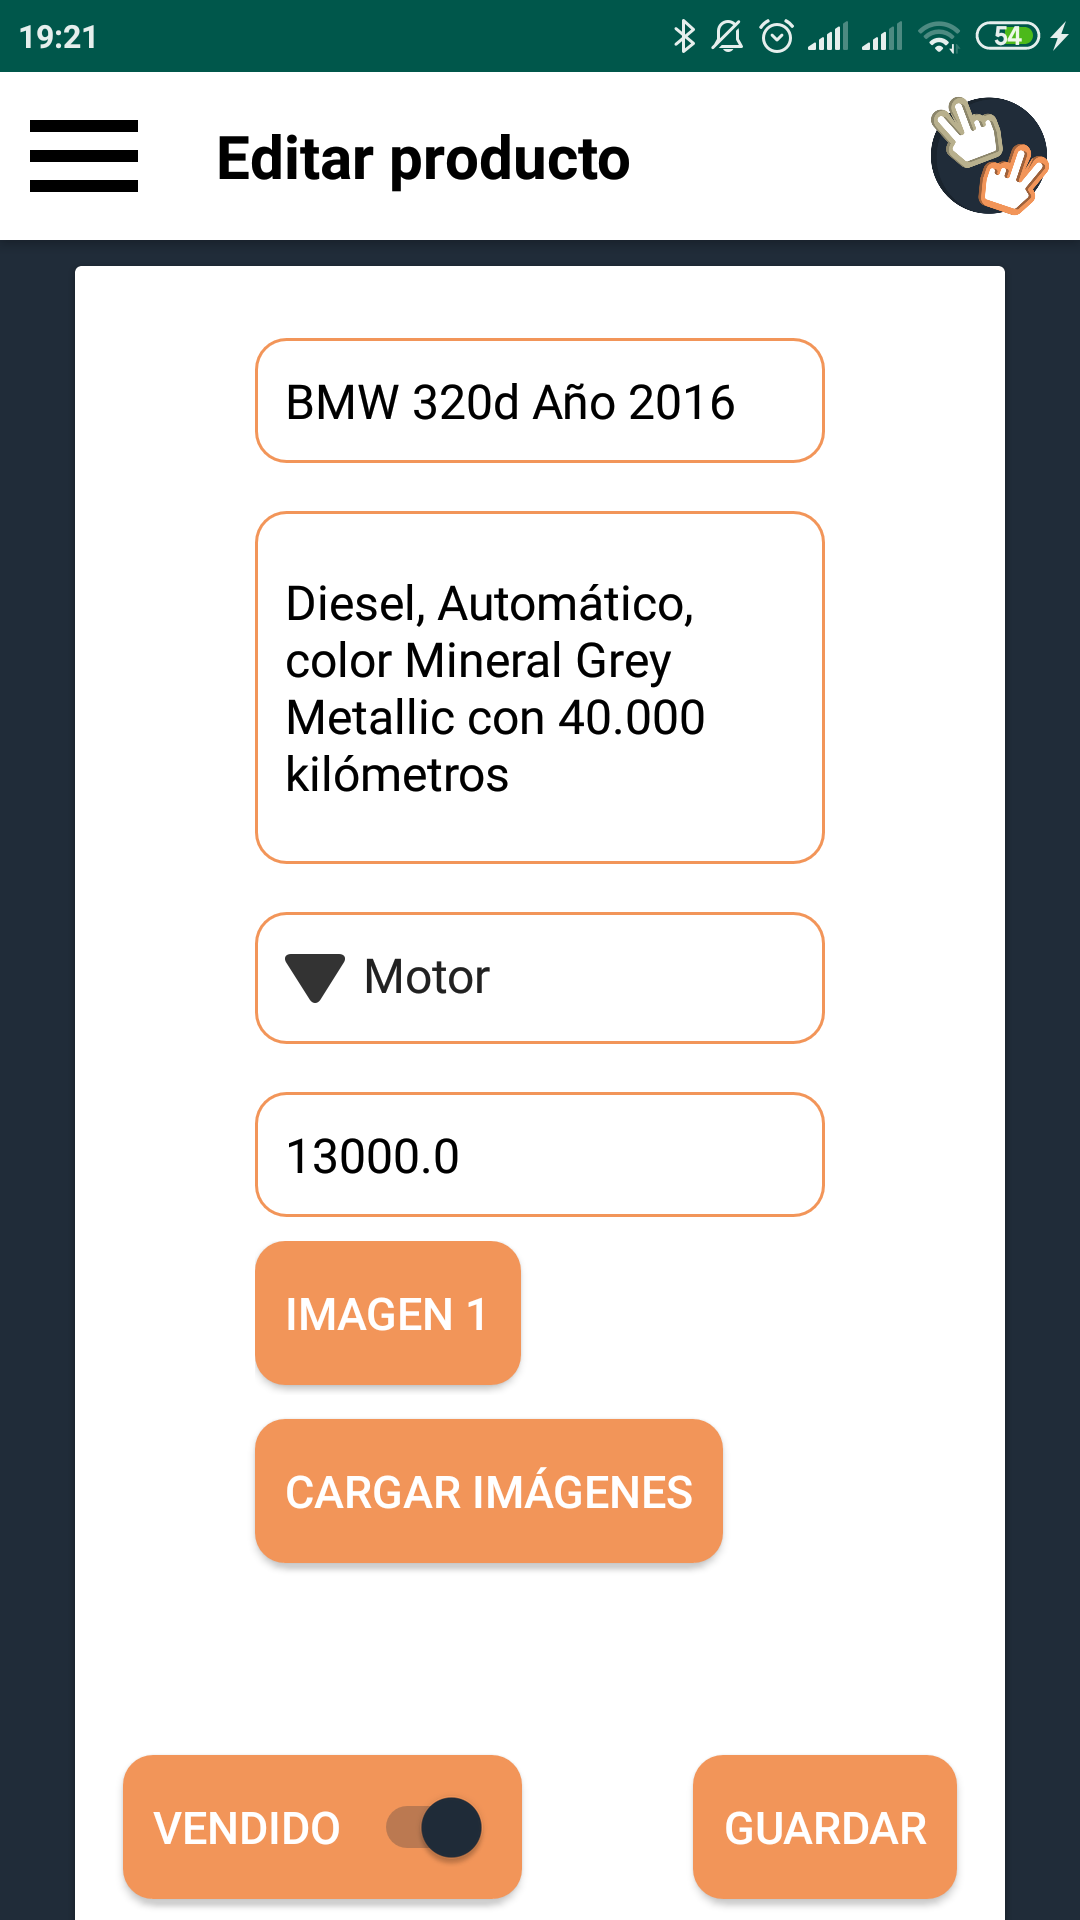 19:21
54
Editar producto
BMW 320d Año 2016
Diesel, Automático,
color Mineral Grey
Metallic con 40.000
kilómetros
Motor
13000.0
IMAGEN 1
CARGAR IMÁGENES
VENDIDO
GUARDAR